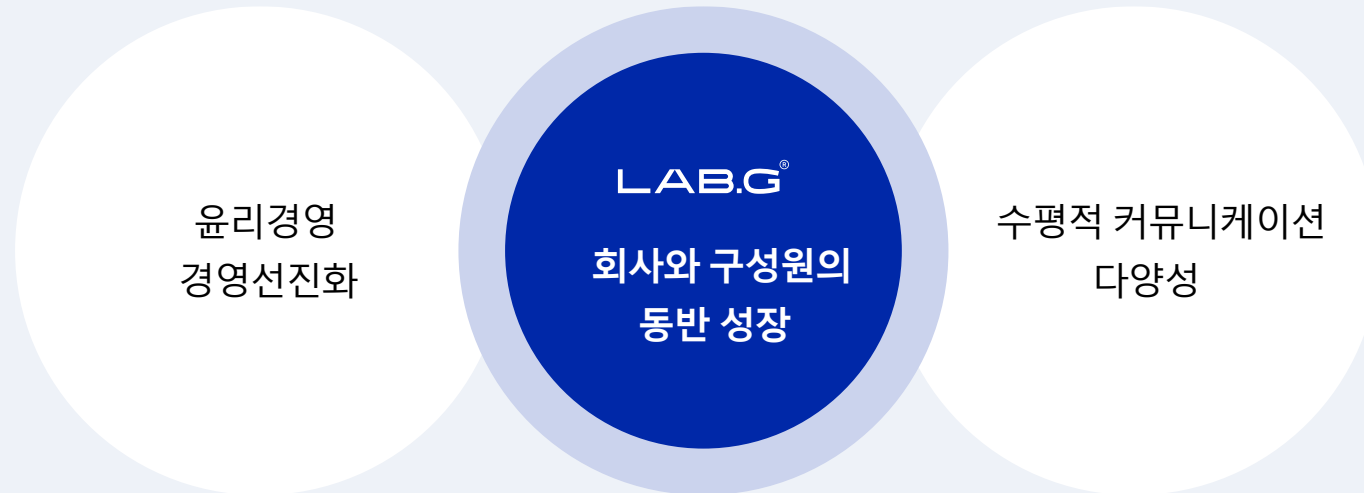 윤리경영
경영선진화
LAB.G®
회사와 구성원의
동반 성장
수평적 커뮤니케이션
다양성